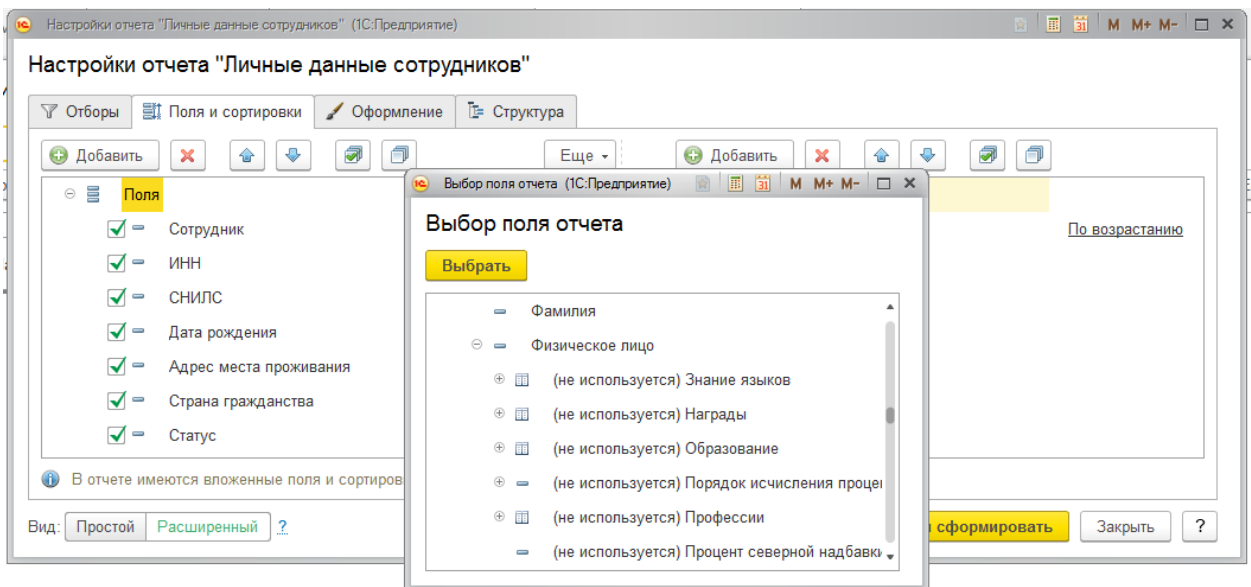 Настройки отчета "Личные данные сотрудников" (1С:Предприятие)
31 M M+ M-
Настройки отчета "Личные данные сотрудников"
Отборы Поля и сортировки Оформление Структура
Добавить Еще Добавить
Выбор поля отчета (1С:Предприятие) 31 M M+ M-
Поля
Выбор поля отчета
Сотрудник По возрастанию
ИНН Выбрать
СНИЛС
Фамилия
Дата рождения
Физическое лицо
Адрес места проживания
(не используется) Знание языков
Страна гражданства
(не используется) Награды
Статус
(не используется) Образование
В отчете имеются вложенные поля и сортиров
(не используется) Порядок исчисления процен
(не используется) Профессии
Вид: Простой Расширенный ? сформировать Закрыть ?
(не используется) Процент северной надбавки